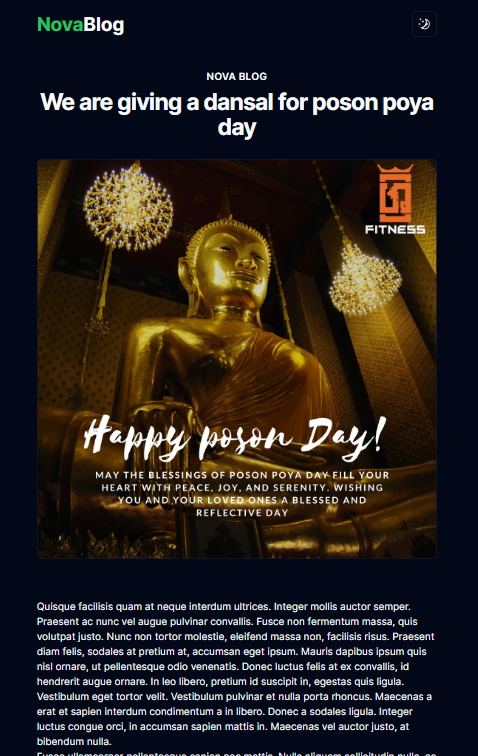 NovaBlog
NOVA BLOG
We are giving a dansal for poson poya
day
FITNESS
Happy poson Day!
MAY THE BLESSINGS OF POSON POYA DAY FILL YOUR
HEART WITH PEACE, JOY, AND SERENITY. WISHING
YOU AND YOUR LOVED ONES A BLESSED AND
REFLECTIVE DAY
Quisque facilisis quam at neque interdum ultrices. Integer mollis auctor semper.
Praesent ac nunc vel augue pulvinar convallis. Fusce non fermentum massa, quis
volutpat justo. Nunc non tortor molestie, eleifend massa non, facilisis risus. Praesent
diam felis, sodales at pretium at, accumsan eget ipsum. Mauris dapibus ipsum quis
nisl ornare, ut pellentesque odio venenatis. Donec luctus felis at ex convallis, id
hendrerit augue ornare. In leo libero, pretium id suscipit in, egestas quis ligula.
Vestibulum eget tortor velit. Vestibulum pulvinar et nulla porta rhoncus. Maecenas a
erat et sapien interdum condimentum a in libero. Donec a sodales ligula. Integer
luctus congue orci, in accumsan sapien mattis in. Maecenas vel auctor justo, at
bibendum nulla.